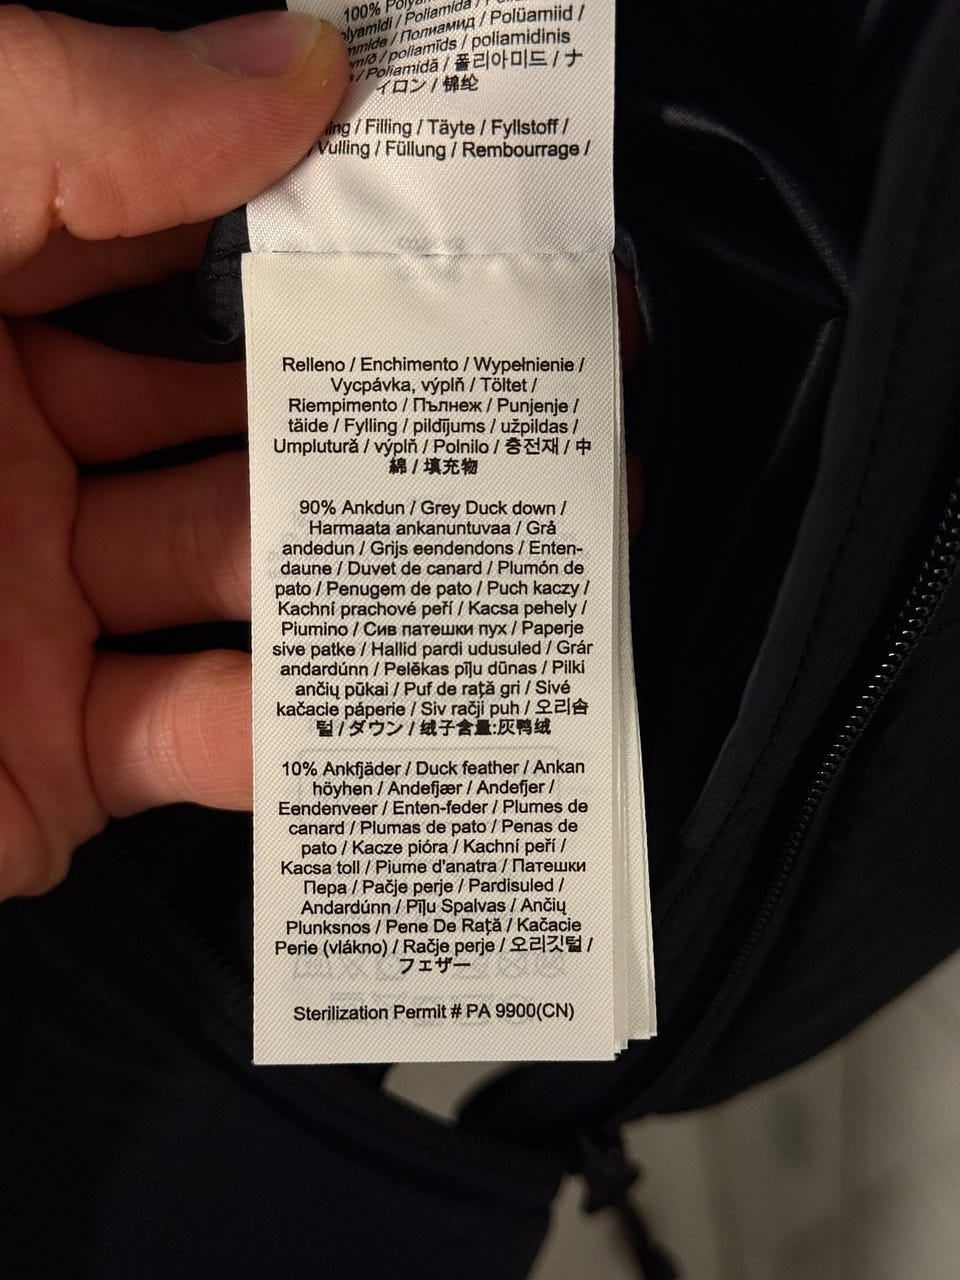 100%
/ Poliamida /
/ Полиамид / Polüamiid /
/ poliamīds / poliamidinis
/ Poliamidă / 폴리아미드 / ナ
イロン / 锦纶
/ Filling / Täyte / Fyllstoff /
Vulling / Füllung / Rembourrage /
Relleno / Enchimento / Wypełnienie /
Vycpávka, výplň / Töltet /
Riempimento / Пълнеж / Punjenje /
täide / Fylling / pildījums / užpildas /
Umplutură / výplň / Polnilo / 충전재 / 中
綿 / 填充物
90% Ankdun / Grey Duck down /
Harmaata ankanuntuvaa / Grå
andedun / Grijs eendendons / Enten-
daune / Duvet de canard / Plumón de
pato / Penugem de pato / Puch kaczy /
Kachní prachové peří / Kacsa pehely /
Piumino / Сив патешки пух / Paperje
sive patke / Hallid pardi udusuled / Grár
andardúnn / Pelēkas pīļu dūnas / Pilki
ančių pūkai / Puf de rață gri / Sivé
kačacie páperie / Siv račji puh / 오리솜
털 / ダウン / 绒子含量:灰鸭绒
10% Ankfjäder / Duck feather / Ankan
höyhen / Andefjær / Andefjer /
Eendenveer / Enten-feder / Plumes de
canard / Plumas de pato / Penas de
pato / Kacze pióra / Kachní peří /
Kacsa toll / Piume d'anatra / Патешки
Пера / Pačje perje / Pardisuled /
Andardúnn / Pīļu Spalvas / Ančių
Plunksnos / Pene De Rață / Kačacie
Perie (vlákno) / Račje perje / 오리깃털 /
フェザー
Sterilization Permit # PA 9900(CN)